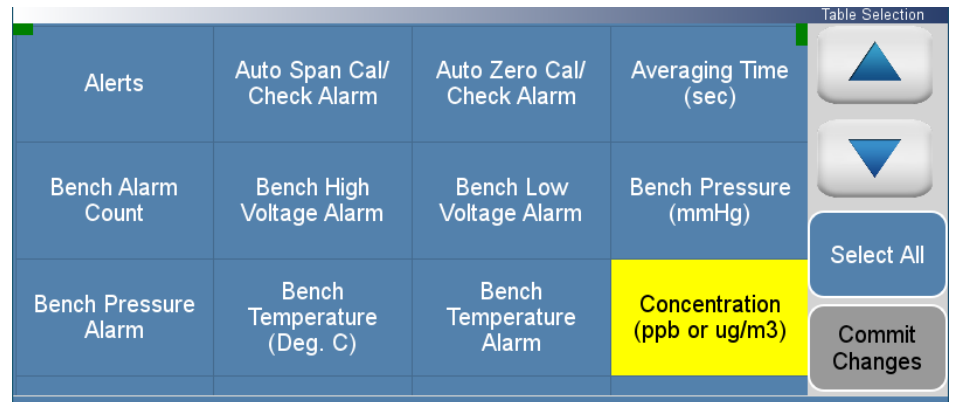 Table Selection
Alerts
Auto Span Cal/
Check Alarm
Auto Zero Cal/
Check Alarm
Averaging Time
(sec)
Bench Alarm
Count
Bench High
Voltage Alarm
Bench Low
Voltage Alarm
Bench Pressure
(mmHg)
Select All
Bench Pressure
Alarm
Bench
Temperature
(Deg. C)
Bench
Temperature
Alarm
Concentration
(ppb or ug/m3)
Commit
Changes